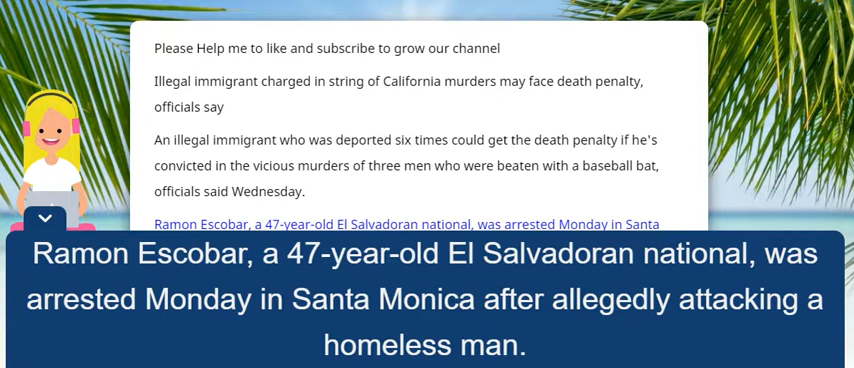 Please Help me to like and subscribe to grow our channel
Illegal immigrant charged in string of California murders may face death penalty,
officials say
An illegal immigrant who was deported six times could get the death penalty if he's
convicted in the vicious murders of three men who were beaten with a baseball bat,
officials said Wednesday.
Ramon Escobar, a 47-year-old El Salvadoran national, was arrested Monday in Santa
Ramon Escobar, a 47-year-old El Salvadoran national, was
arrested Monday in Santa Monica after allegedly attacking a
homeless man.